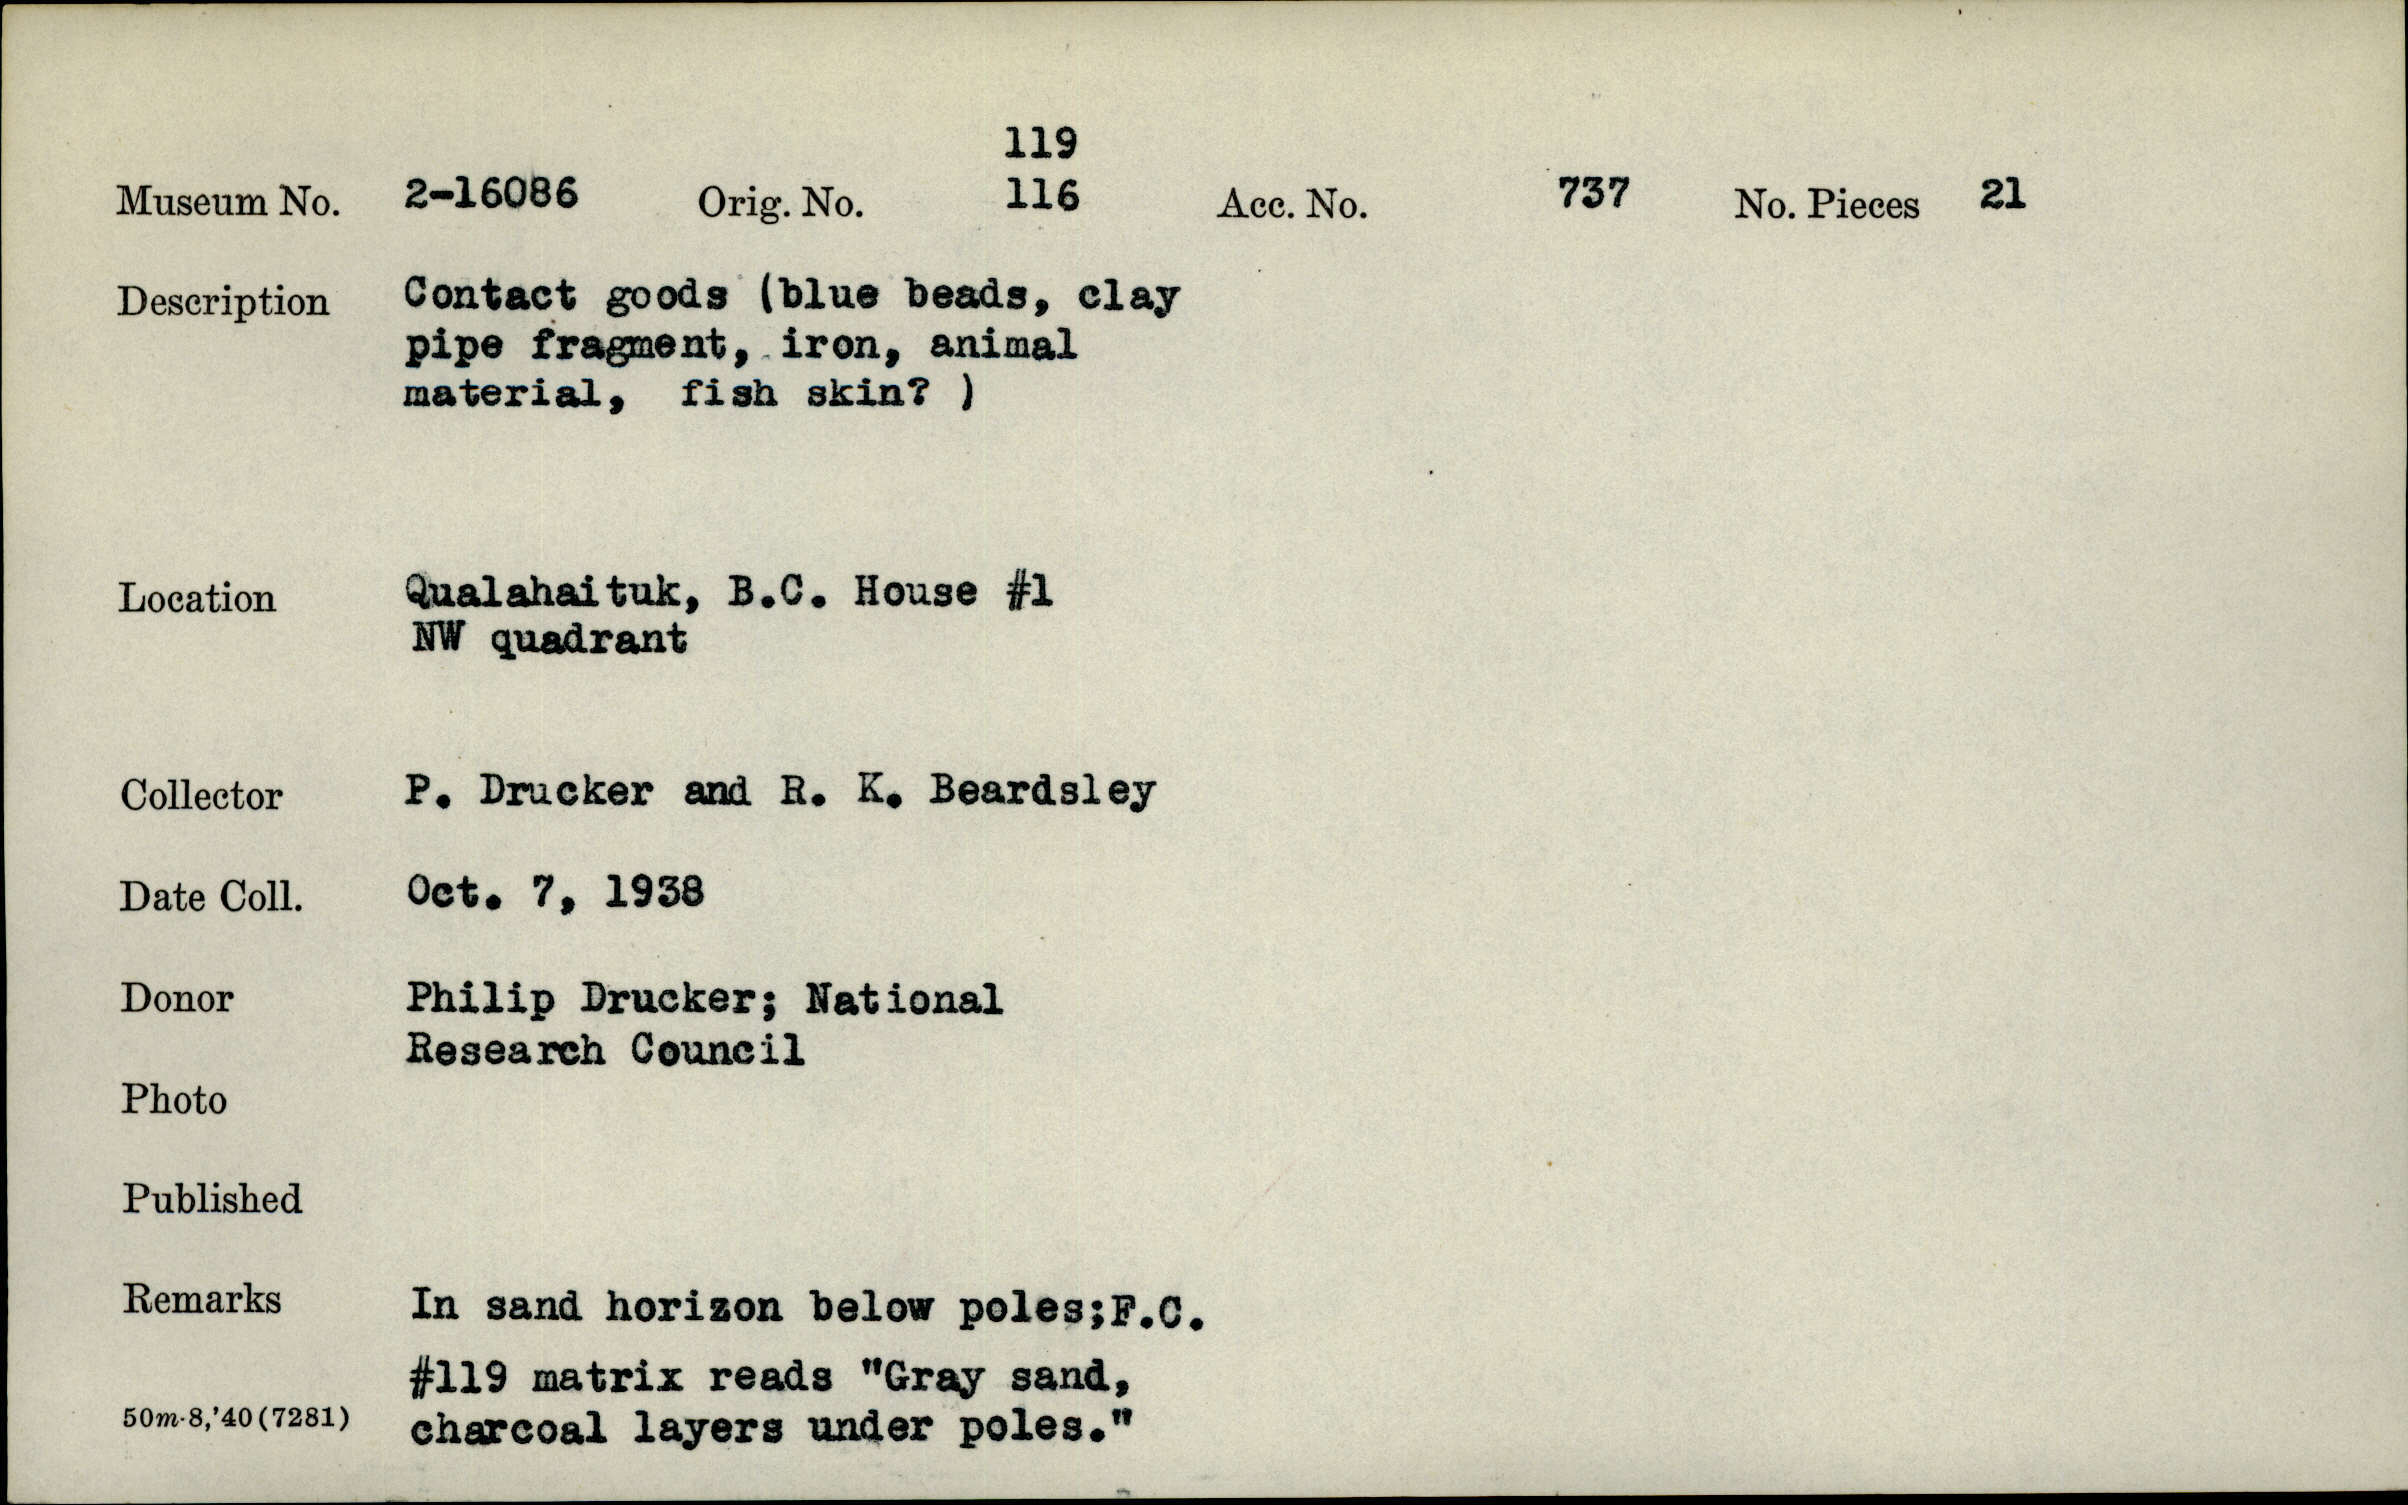 119
Museum No. 2-16086 Orig. No. 116 Acc. No. 737 No. Pieces 21
Description Contact goods (blue beads, clay
pipe fragment, iron, animal
material, fish skin? )
Location Qualahaituk, B.C. House #1
NW quadrant
Collector P. Drucker and R. K. Beardsley
Date Coll. Oct. 7, 1938
Donor Philip Drucker; National
Research Council
Photo
Published
Remarks In sand horizon below poles;F.C.
#119 matrix reads "Gray sand,
50m-8,'40(7281) charcoal layers under poles."